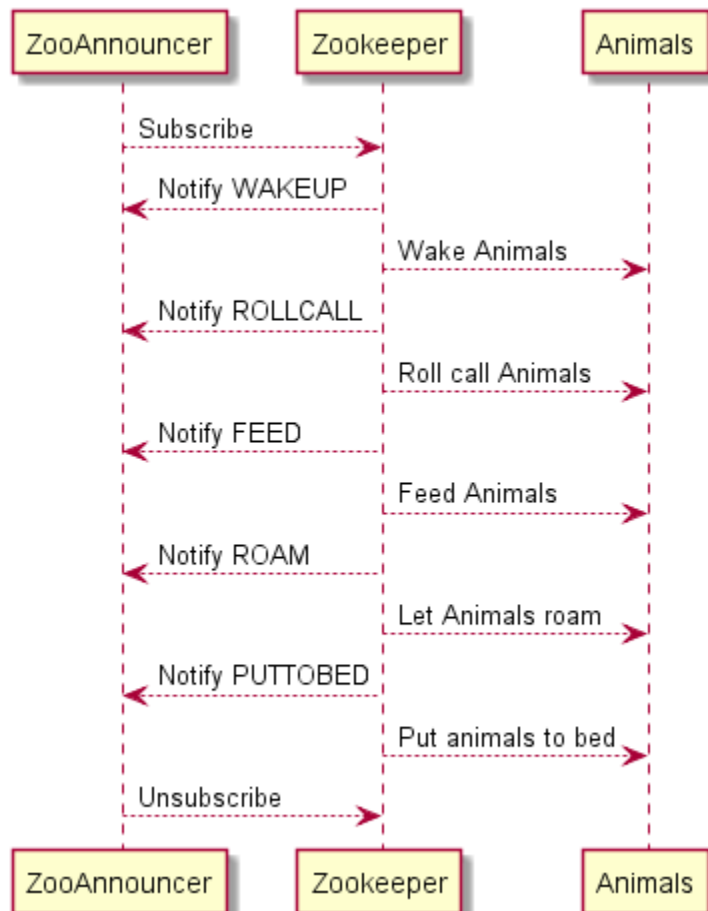 ZooAnnouncer Zookeeper Animals
Subscribe
Notify WAKEUP
Wake Animals
Notify ROLLCALL
Roll call Animals
Notify FEED
Feed Animals
Notify ROAM
Let Animals roam
Notify PUTTOBED
Put animals to bed
Unsubscribe
ZooAnnouncer Zookeeper Animals